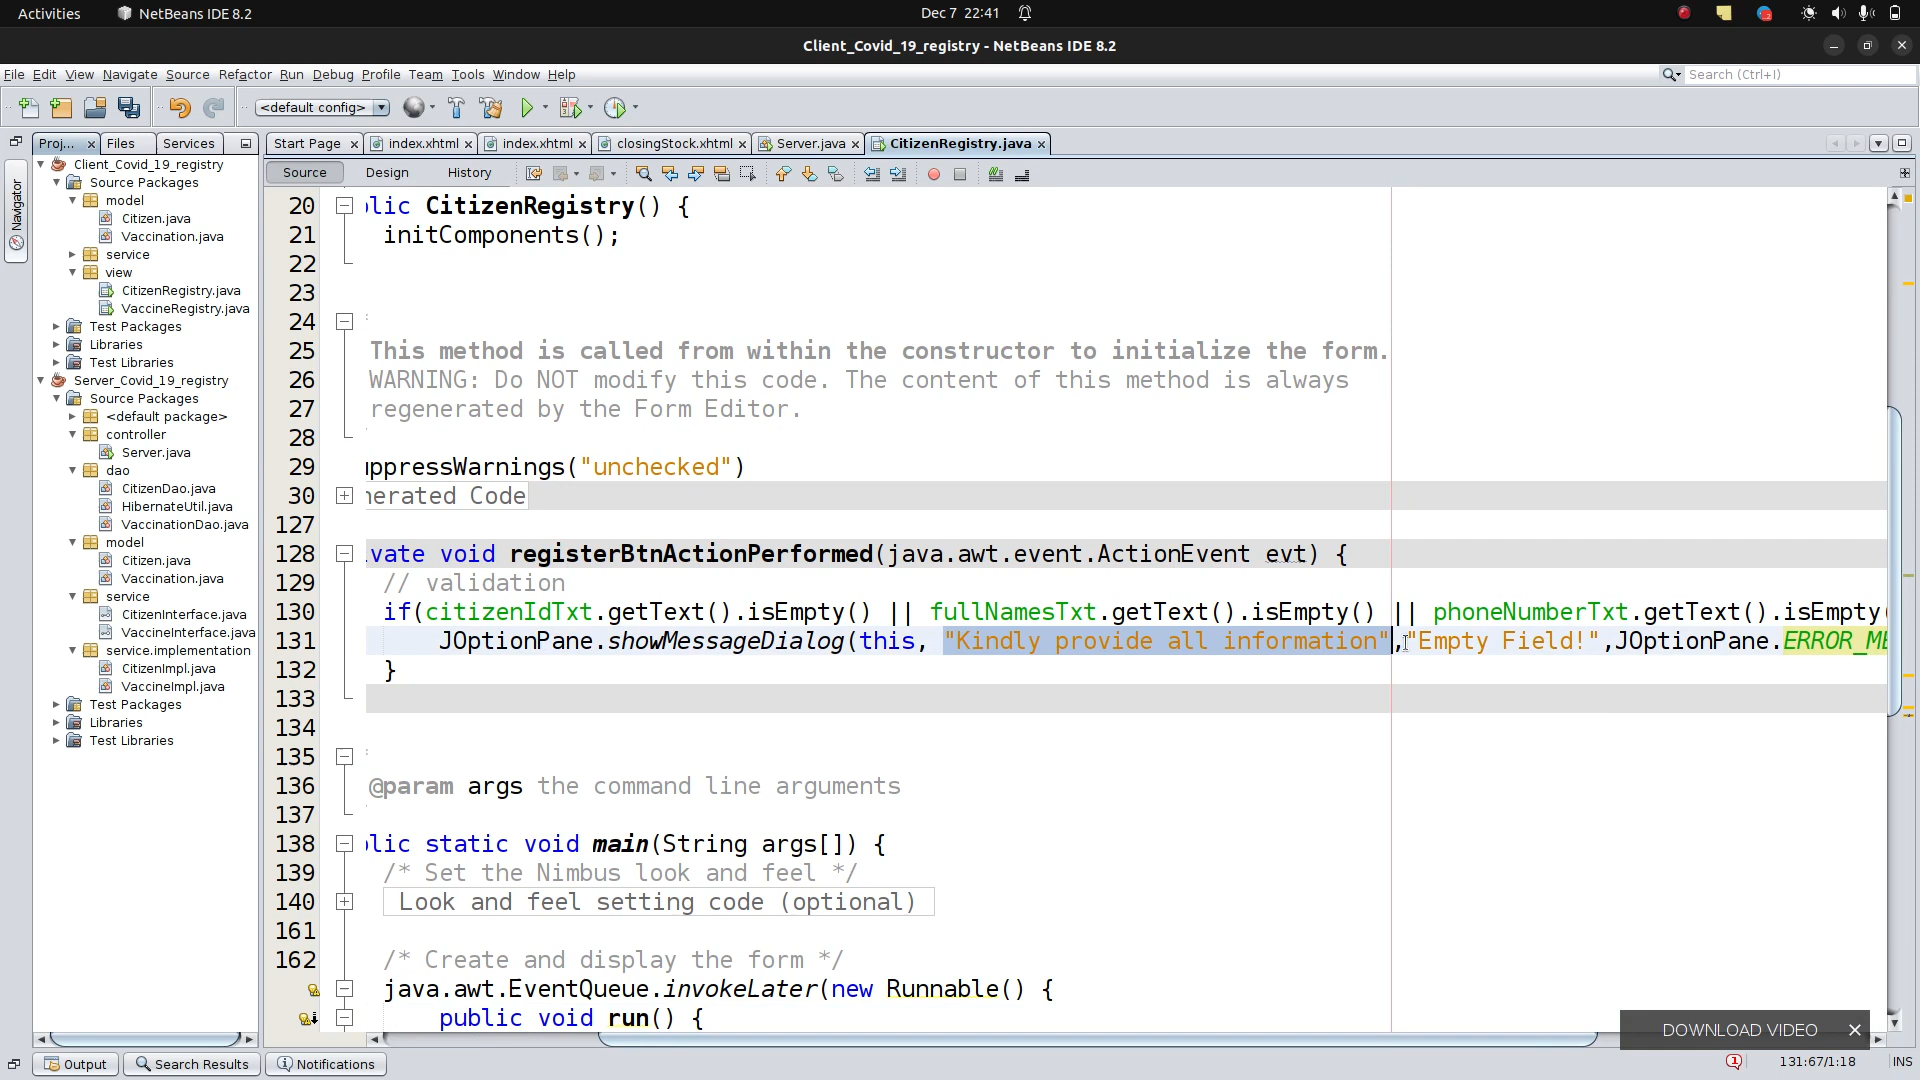 Activities
NetBeans IDE 8.2
Dec 7 22:41
Client_Covid_19_registry - NetBeans IDE 8.2
File Edit View Navigate Source Refactor Run Debug Profile Team Tools Window Help
Search (Ctrl+I)
<default config>
Proj... Files Services
Start Page index.xhtml index.xhtml closingStock.xhtml Server.java CitizenRegistry.java
Source Design History
Navigator
Client_Covid_19_registry
Source Packages
model
Citizen.java
Vaccination.java
service
view
CitizenRegistry.java
VaccineRegistry.java
Test Packages
Libraries
Test Libraries
Server_Covid_19_registry
Source Packages
<default package>
controller
Server.java
dao
CitizenDao.java
HibernateUtil.java
VaccinationDao.java
model
Citizen.java
Vaccination.java
service
CitizenInterface.java
VaccineInterface.java
service.implementation
CitizenImpl.java
VaccineImpl.java
Test Packages
Libraries
Test Libraries
20 blic CitizenRegistry() {
21 initComponents();
22
23
24
25 This method is called from within the constructor to initialize the form.
26 WARNING: Do NOT modify this code. The content of this method is always
27 regenerated by the Form Editor.
28
29 uppressWarnings("unchecked")
30 nerated Code
127
128 ivate void registerBtnActionPerformed(java.awt.event.ActionEvent evt) {
129 // validation
130 if(citizenIdTxt.getText().isEmpty() || fullNamesTxt.getText().isEmpty() || phoneNumberTxt.getText().isEmpty(
131 JOptionPane.showMessageDialog(this, "Kindly provide all information","Empty Field!",JOptionPane.ERROR_ME
132 }
133
134
135
136 @param args the command line arguments
137
138 blic static void main(String args[]) {
139 /* Set the Nimbus look and feel */
140 Look and feel setting code (optional)
161
162 /* Create and display the form */
java.awt.EventQueue.invokeLater(new Runnable() {
public void run() {
DOWNLOAD VIDEO
Output Search Results Notifications
1
131:67/1:18
INS